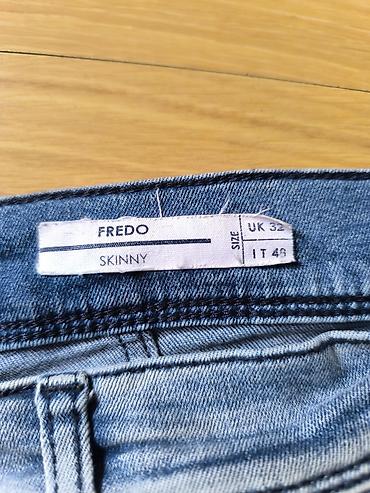 FREDO
SKINNY
SIZE
UK 32
IT 48